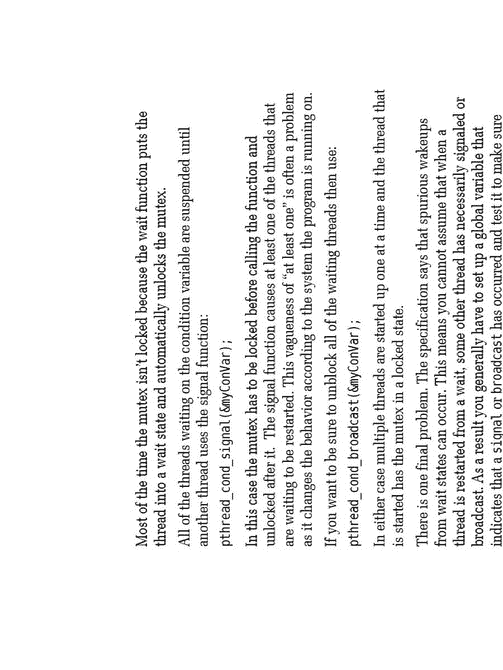 Most of the time the mutex isn't locked because the wait function puts the
thread into a wait state and automatically unlocks the mutex.
All of the threads waiting on the condition variable are suspended until
another thread uses the signal function:
pthread_cond_signal(&myConVar);
In this case the mutex has to be locked before calling the function and
unlocked after it. The signal function causes at least one of the threads that
are waiting to be restarted. This vagueness of "at least one" is often a problem
as it changes the behavior according to the system the program is running on.
If you want to be sure to unblock all of the waiting threads then use:
pthread_cond_broadcast(&myConVar);
In either case multiple threads are started up one at a time and the thread that
is started has the mutex in a locked state.
There is one final problem. The specification says that spurious wakeups
from wait states can occur. This means you cannot assume that when a
thread is restarted from a wait, some other thread has necessarily signaled or
broadcast. As a result you generally have to set up a global variable that
indicates that a signal or broadcast has occurred and test it to make sure